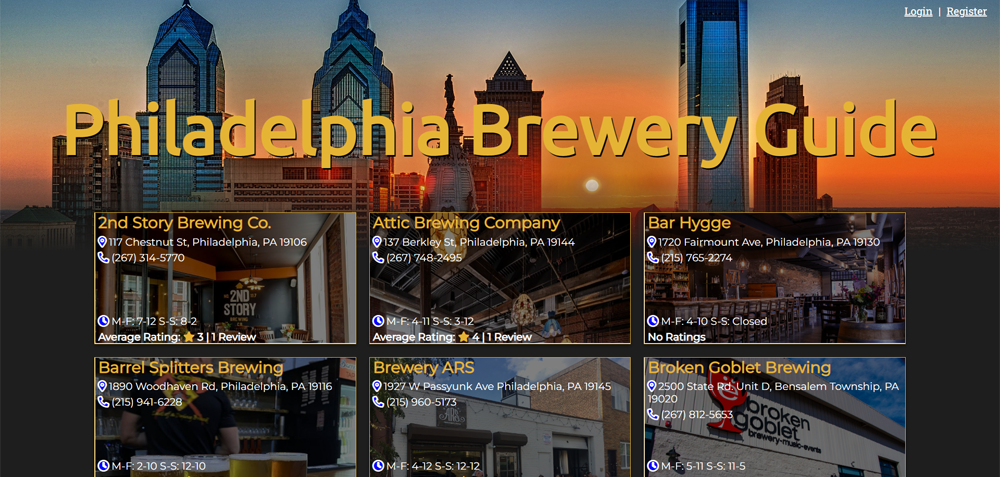 Login | Register
Philadelphia Brewery Guide
2nd Story Brewing Co.
117 Chestnut St, Philadelphia, PA 19106
(267) 314-5770
2ND
STORY
M-F: 7-12 S-S: 8-2
Average Rating: 3 | 1 Review
Attic Brewing Company
137 Berkley St, Philadelphia, PA 19144
(267) 748-2495
M-F: 4-11 S-S: 3-12
Average Rating: 4 | 1 Review
Bar Hygge
1720 Fairmount Ave, Philadelphia, PA 19130
(215) 765-2274
M-F: 4-10 S-S: Closed
No Ratings
Barrel Splitters Brewing
1890 Woodhaven Rd, Philadelphia, PA 19116
(215) 941-6228
M-F: 2-10 S-S: 12-10
Brewery ARS
1927 W Passyunk Ave Philadelphia, PA 19145
(215) 960-5173
M-F: 4-12 S-S: 12-12
Broken Goblet Brewing
2500 State Rd. Unit D, Bensalem Township, PA
19020
(267) 812-5653
broken
goblet
brewery-music-events
M-F: 5-11 S-S: 11-5